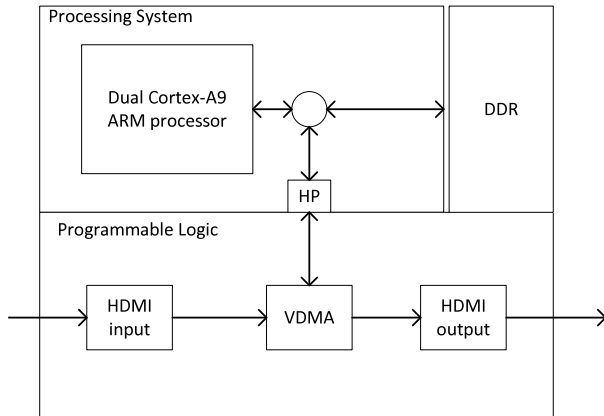 Processing System
Dual Cortex-A9
ARM processor
DDR
HP
Programmable Logic
HDMI
input
VDMA
HDMI
output